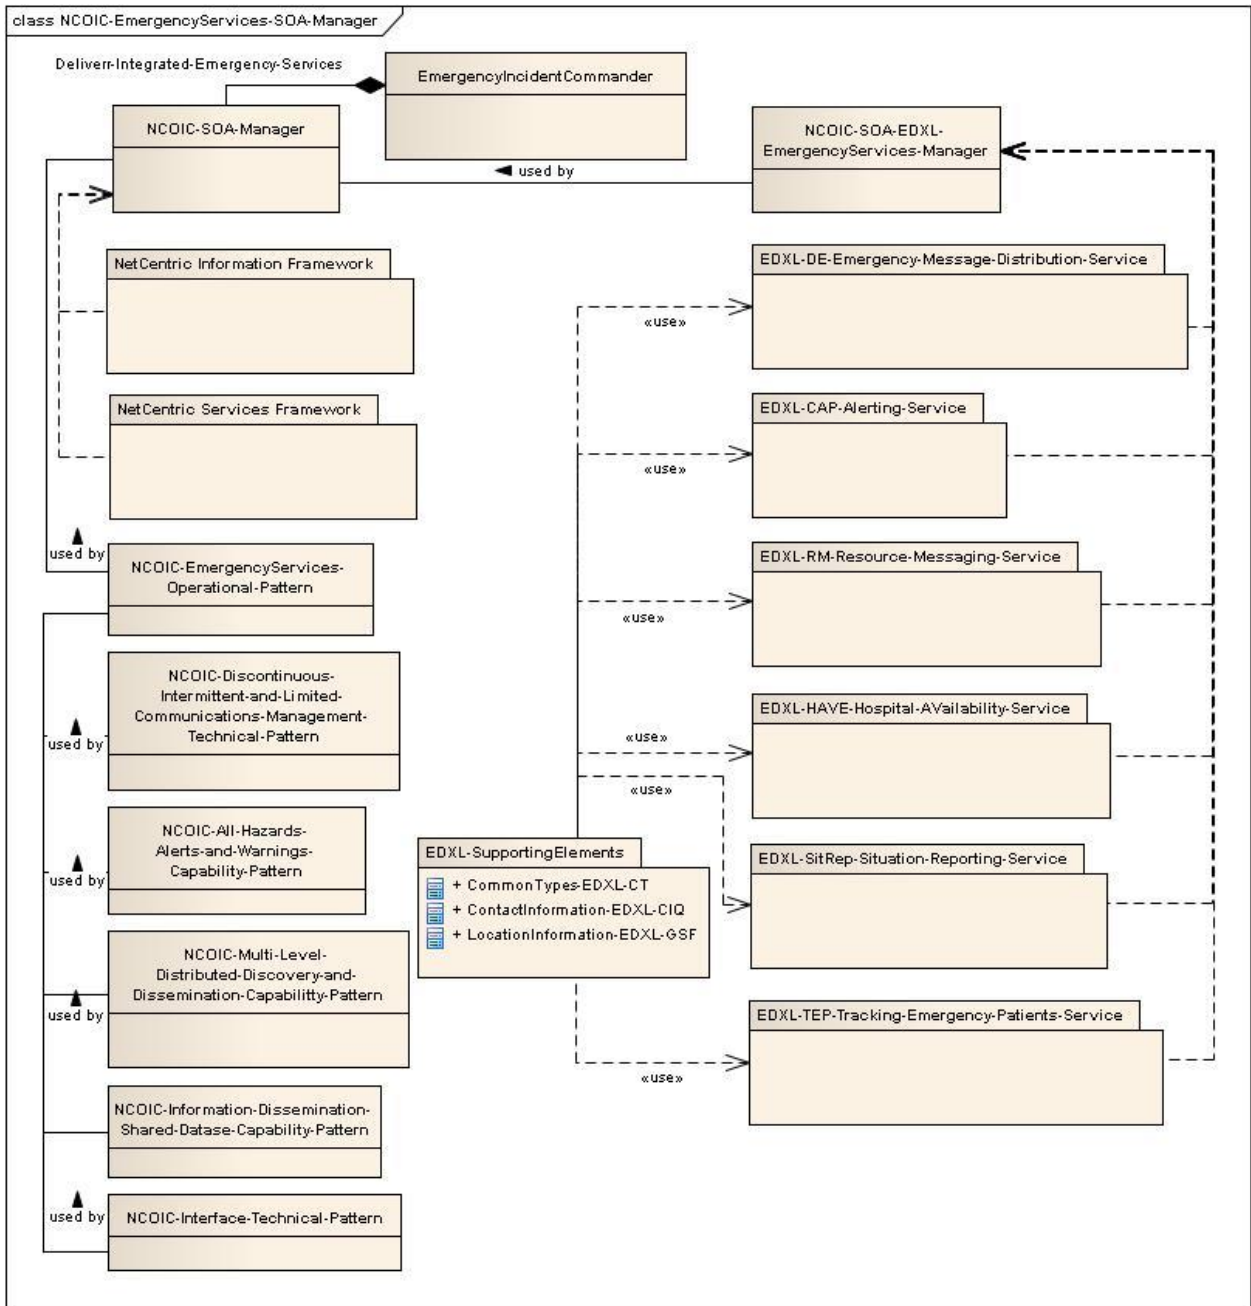 class NCOIC-EmergencyServices-SOA-Manager
Deliverr-Integrated-Emergency-Services
EmergencyIncidentCommander
NCOIC-SOA-Manager
NCOIC-SOA-EDXL-
EmergencyServices-Manager
used by
NetCentric Information Framework
EDXL-DE-Emergency-Message-Distribution-Service
«use»
NetCentric Services Framework
EDXL-CAP-Alerting-Service
«use»
used by
NCOIC-EmergencyServices-
Operational-Pattern
EDXL-RM-Resource-Messaging-Service
«use»
NCOIC-Discontinuous-
Intermittent-and-Limited-
Communications-Management-
Technical-Pattern
used by
EDXL-HAVE-Hospital-AVailability-Service
«use»
«use»
NCOIC-All-Hazards-
Alerts-and-Warnings-
Capability-Pattern
used by
EDXL-SupportingElements
+ CommonTypes-EDXL-CT
+ ContactInformation-EDXL-CIQ
+ LocationInformation-EDXL-GSF
EDXL-SitRep-Situation-Reporting-Service
NCOIC-Multi-Level-
Distributed-Discovery-and-
Dissemination-Capabilitty-Pattern
used by
EDXL-TEP-Tracking-Emergency-Patients-Service
«use»
NCOIC-Information-Dissemination-
Shared-Datase-Capability-Pattern
used by
NCOIC-Interface-Technical-Pattern